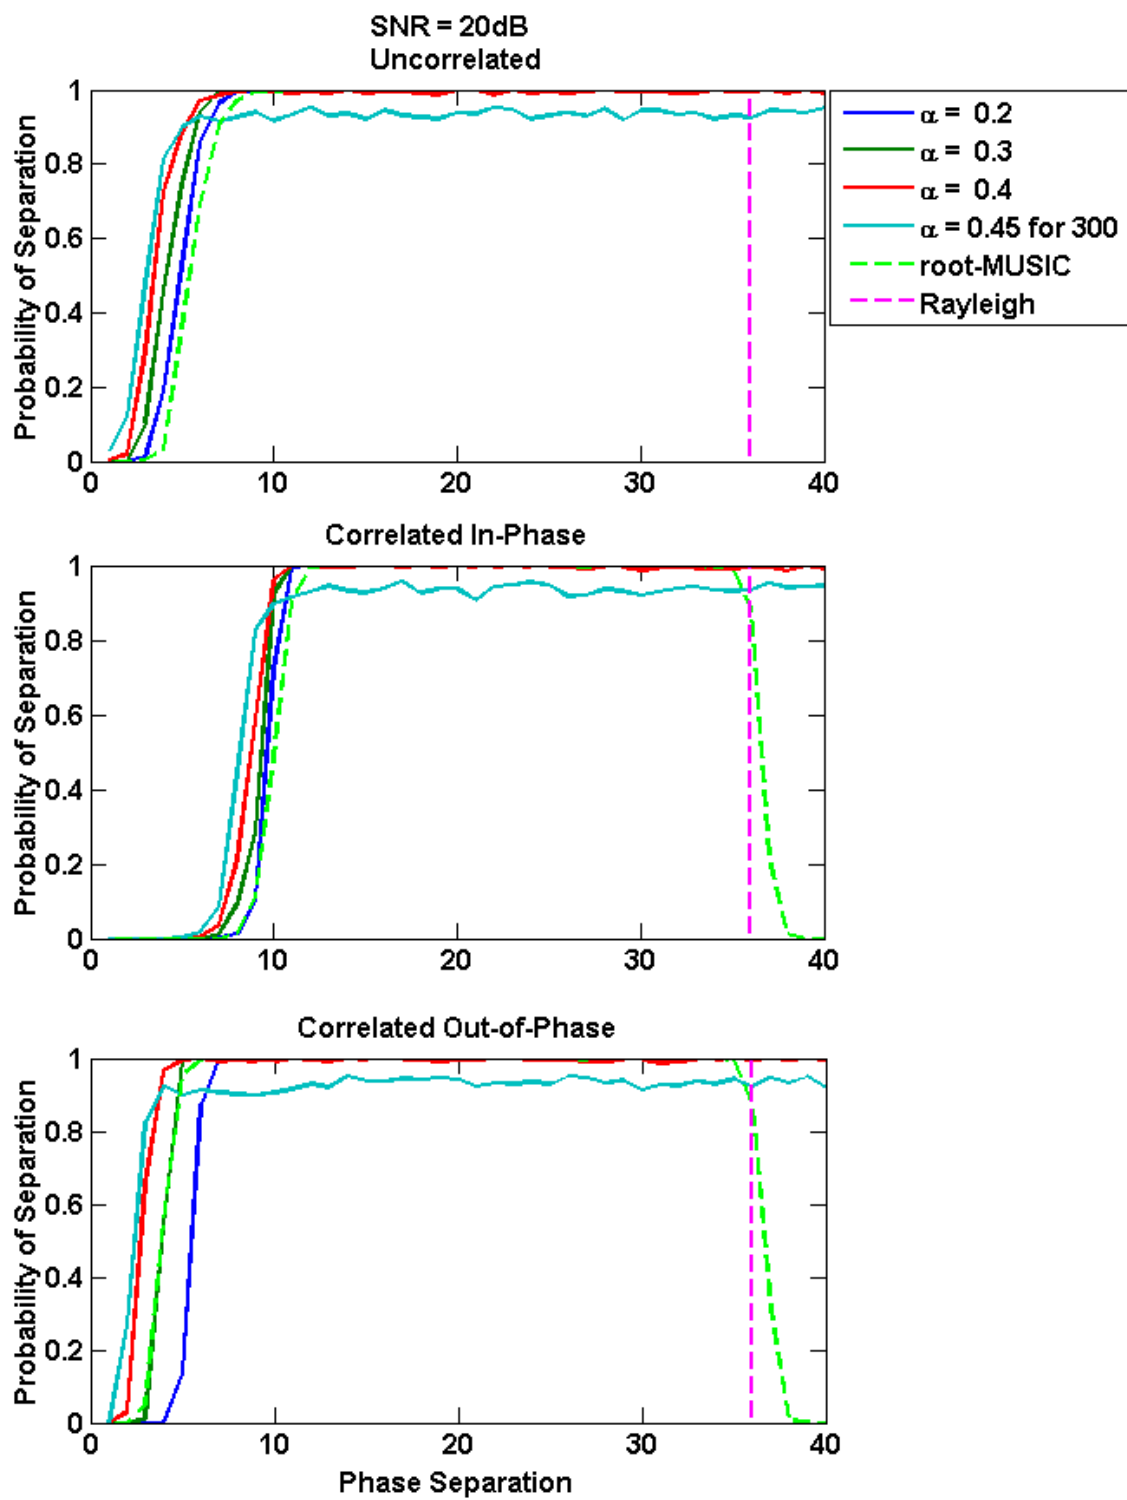 SNR = 20dB
Uncorrelated
Probability of Separation
1
0.8
0.6
0.4
0.2
0
0
10
20
30
40
α = 0.2
α = 0.3
α = 0.4
α = 0.45 for 300
root-MUSIC
Rayleigh
Correlated In-Phase
Probability of Separation
1
0.8
0.6
0.4
0.2
0
0
10
20
30
40
Correlated Out-of-Phase
Probability of Separation
1
0.8
0.6
0.4
0.2
0
0
10
20
30
40
Phase Separation